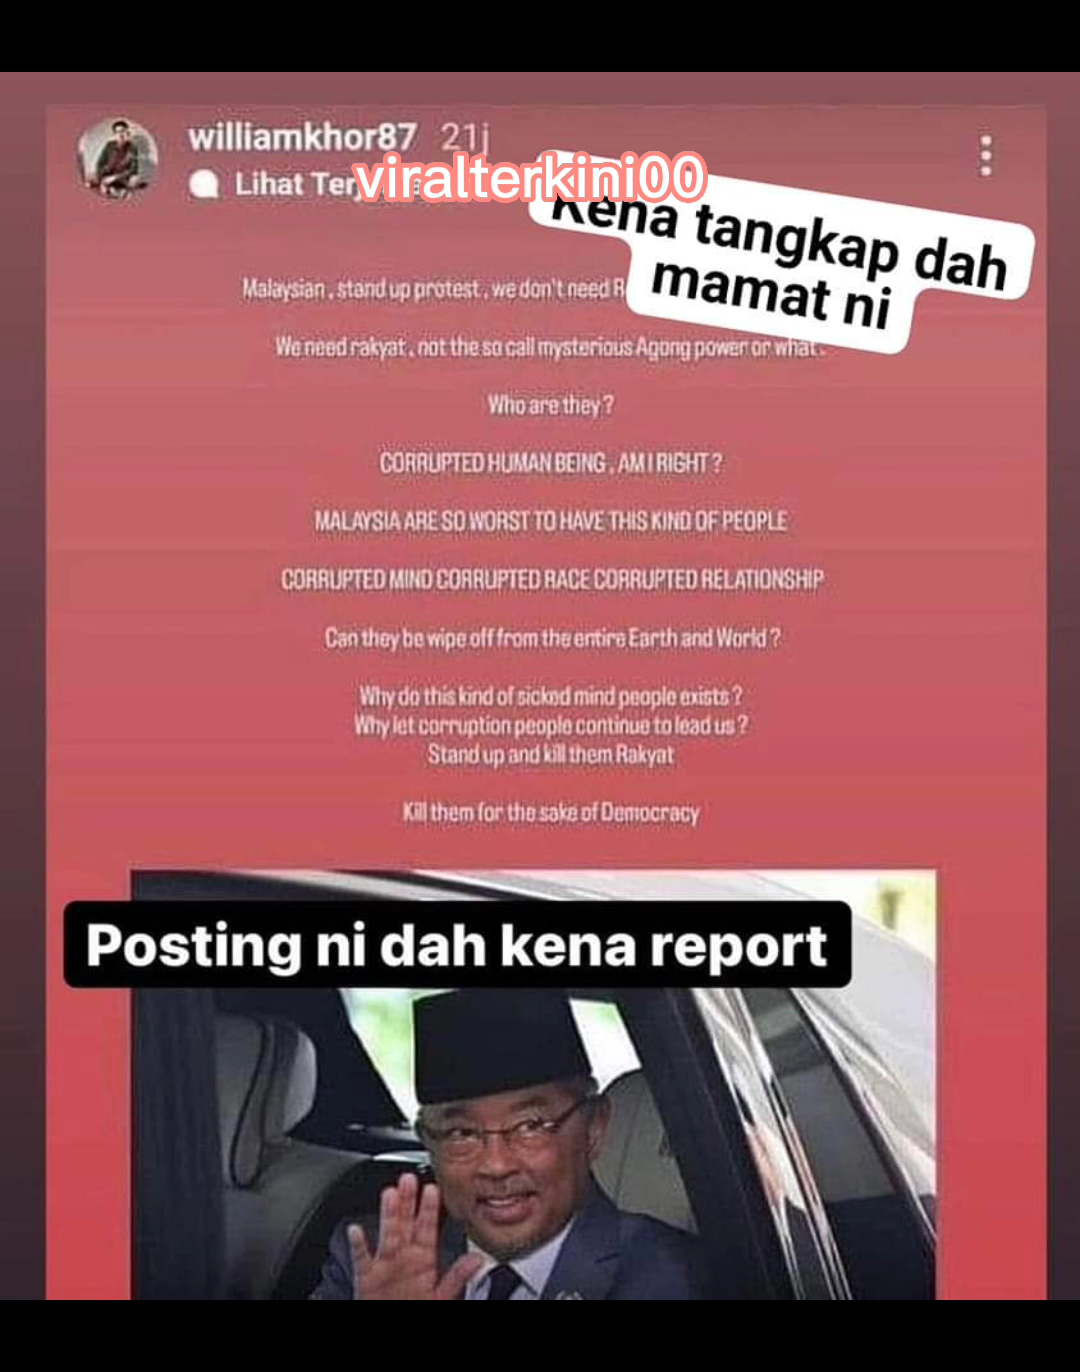 williamkhor87 21j
Lihat Ter
viralterkini00
Kena tangkap dah
mamat ni
Malaysian , stand up protest , we don't need R
We need rakyat , not the so call mysterious Agong power or what .
Who are they ?
CORRUPTED HUMAN BEING , AM I RIGHT ?
MALAYSIA ARE SO WORST TO HAVE THIS KIND OF PEOPLE
CORRUPTED MIND CORRUPTED RACE CORRUPTED RELATIONSHIP
Can they be wipe off from the entire Earth and World ?
Why do this kind of sicked mind people exists ?
Why let corruption people continue to lead us ?
Stand up and kill them Rakyat
Kill them for the sake of Democracy
Posting ni dah kena report